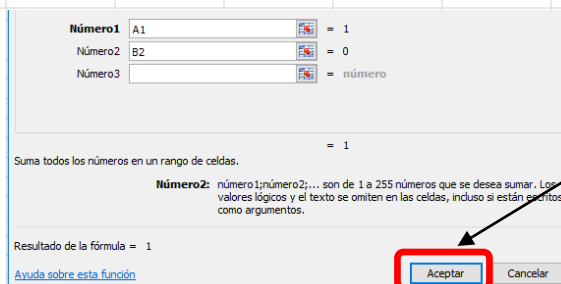 Número1 A1 = 1
Número2 B2 = 0
Número3 = número
= 1
Suma todos los números en un rango de celdas.
Número2: número1;número2;... son de 1 a 255 números que se desea sumar. Los
valores lógicos y el texto se omiten en las celdas, incluso si están escritos
como argumentos.
Resultado de la fórmula = 1
Ayuda sobre esta función Aceptar Cancelar